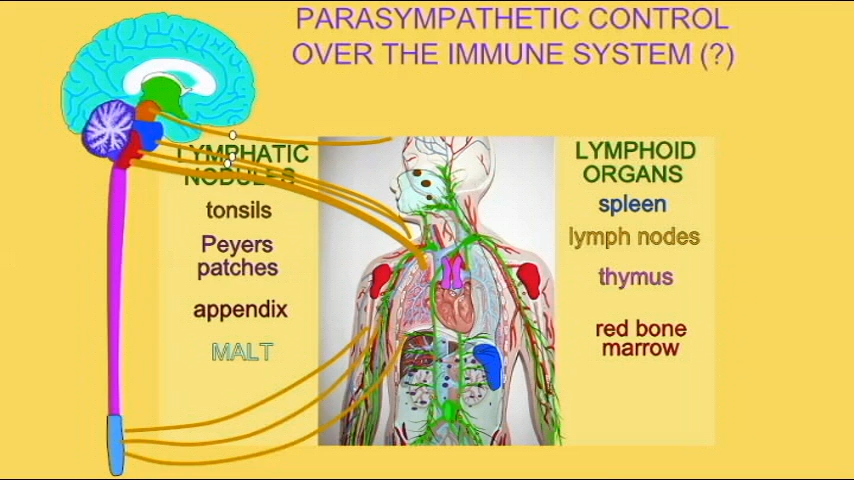 PARASYMPATHETIC CONTROL
OVER THE IMMUNE SYSTEM (?)
LYMPHATIC
NODULES
tonsils
Peyers
patches
appendix
MALT
LYMPHOID
ORGANS
spleen
lymph nodes
thymus
red bone
marrow